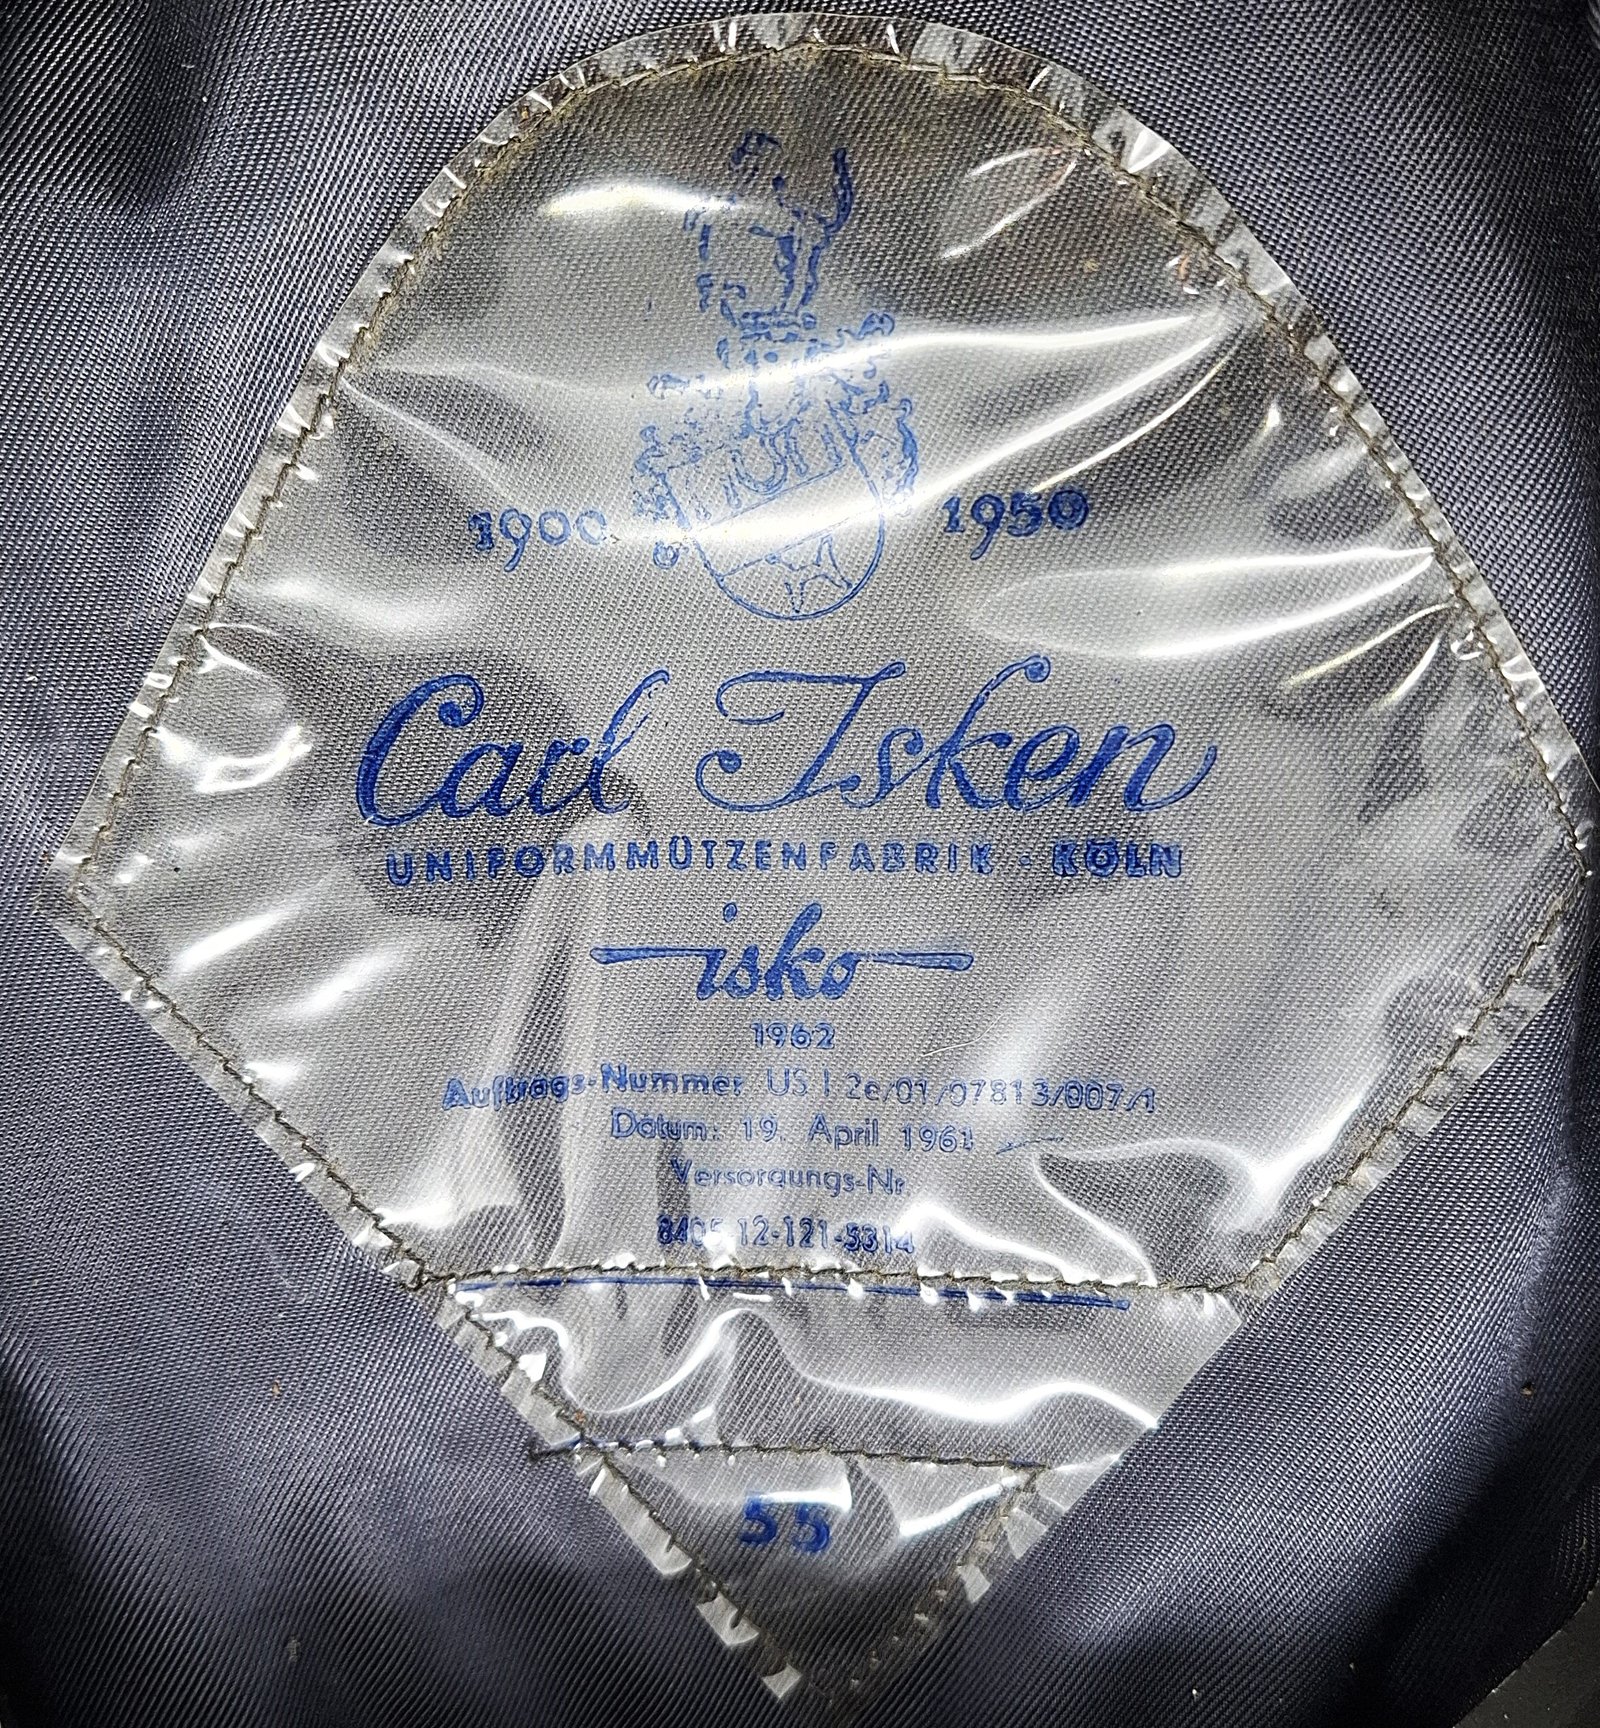 1900 1950
Carl Isken
UNIFORMMÜTZENFABRIK - KÖLN
isko
1962
Auftrags-Nummer US I 2e/01/07813/007/1
Datum: 19. April 1961
Versorgungs-Nr
8405-12-121-5314
55